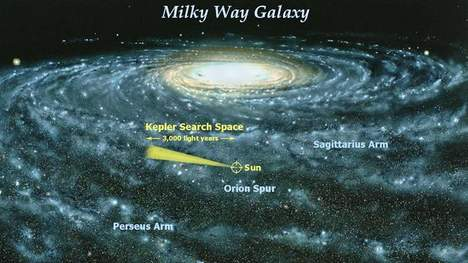 Milky Way Galaxy
Kepler Search Space
3,000 light years
Sagittarius Arm
Sun
Orion Spur
Perseus Arm